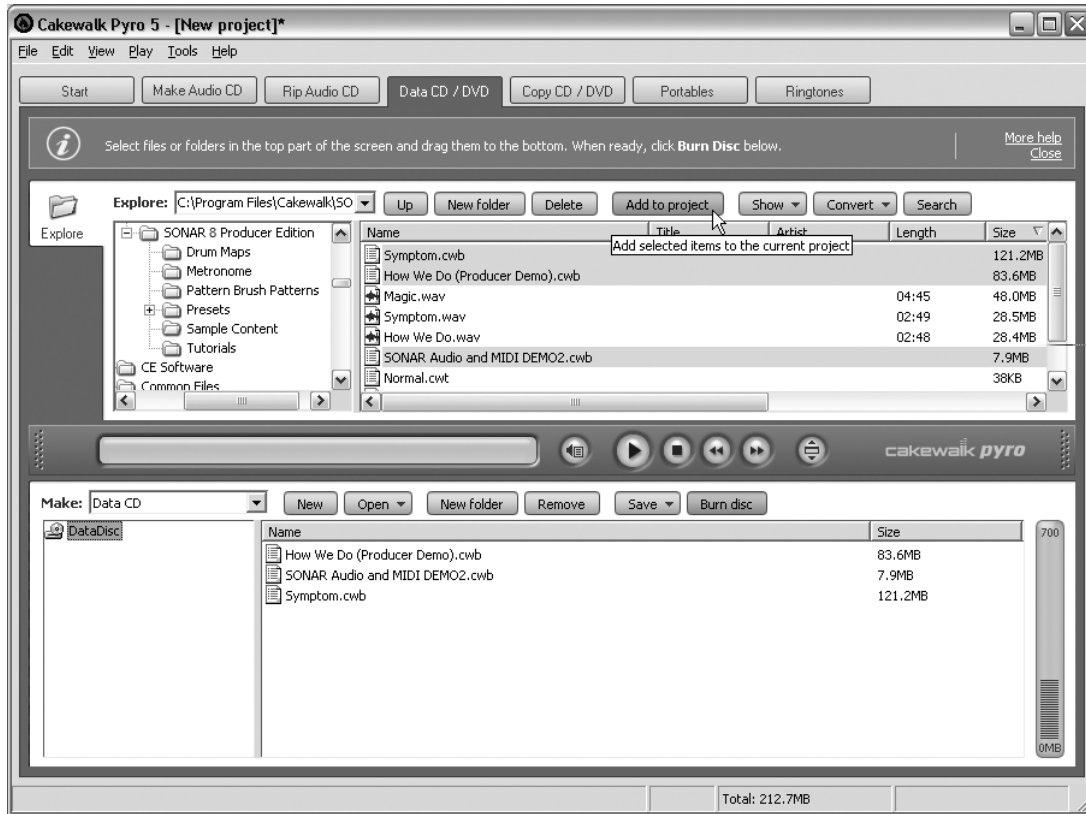 Cakewalk Pyro 5 - [New project]*
File Edit View Play Tools Help
Start Make Audio CD Rip Audio CD Data CD / DVD Copy CD / DVD Portables Ringtones
Select files or folders in the top part of the screen and drag them to the bottom. When ready, click Burn Disc below.
More help
Close
Explore
Explore: C:\Program Files\Cakewalk\SO Up New folder Delete Add to project Show Convert Search
SONAR 8 Producer Edition
Drum Maps
Metronome
Pattern Brush Patterns
Presets
Sample Content
Tutorials
CE Software
Common Files
Name Title Artist Length Size
Add selected items to the current project
Symptom.cwb 121.2MB
How We Do (Producer Demo).cwb 83.6MB
Magic.wav 04:45 48.0MB
Symptom.wav 02:49 28.5MB
How We Do.wav 02:48 28.4MB
SONAR Audio and MIDI DEMO2.cwb 7.9MB
Normal.cwt 38KB
cakewalk pyro
Make: Data CD New Open New folder Remove Save Burn disc
DataDisc
Name Size
How We Do (Producer Demo).cwb 83.6MB
SONAR Audio and MIDI DEMO2.cwb 7.9MB
Symptom.cwb 121.2MB
700
0MB
Total: 212.7MB